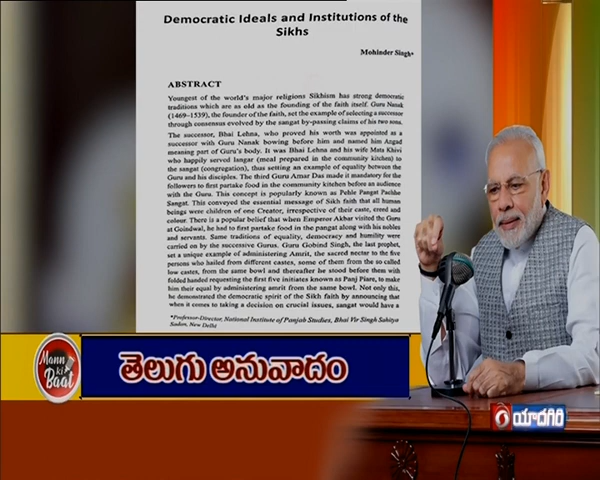 Democratic Ideals and Institutions of the
Sikhs
Mohinder Singh*
ABSTRACT
Youngest of the world's major religions Sikhism has strong democratic
traditions which are as old as the founding of the faith itself. Guru Nanak
(1469–1539), the founder of the faith, set the example of selecting a successor
through consensus evolved by the sangat by-passing claims of his two sons.
The successor, Bhai Lehna, who proved his worth was appointed as a
successor with Guru Nanak bowing before him and named him Angad
meaning part of Guru's body. It was Bhai Lehna and his wife Mata Khivi
who happily served langar (meal prepared in the community kitchen) to
the sangat (congregation), thus setting an example of equality between the
Guru and his disciples. The third Guru Amar Das made it mandatory for the
followers to first partake food in the community kitchen before an audience
with the Guru. This concept is popularly known as Pehle Pangat Pachhe
Sangat. This conveyed the essential message of Sikh faith that all human
beings were children of one Creator, irrespective of their caste, creed and
colour. There is a popular belief that when Emperor Akbar visited the Guru
at Goindwal, he had to first partake food in the pangat along with his nobles
and servants. Same traditions of equality, democracy and humility were
carried on by the successive Gurus. Guru Gobind Singh, the last prophet,
set a unique example of administering Amrit, the sacred nectar to the five
persons who hailed from different castes, some of them from the so called
low castes, from the same bowl and thereafter he stood before them with
folded handed requesting the first five initiates known as Panj Piare, to make
him their equal by administering amrit from the same bowl. Not only this,
he demonstrated the democratic spirit of the Sikh faith by announcing that
when it comes to taking a decision on crucial issues, sangat would have a
*Professor-Director, National Institute of Panjab Studies, Bhai Vir Singh Sahitya
Sadan, New Delhi
Mann
ki
Baat
తెలుగు అనువాదం
యాదగిరి